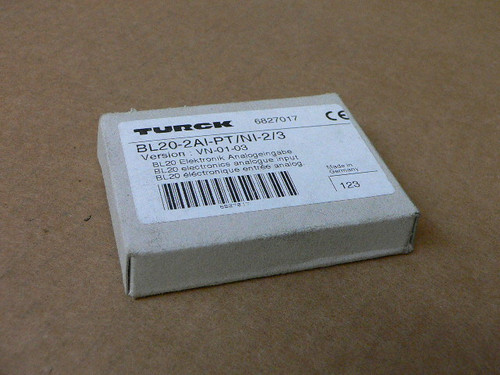 TURCK 6827017 CE
BL20-2AI-PT/NI-2/3
Version : VN-01-03
BL20 Elektronik Analogeingabe
BL20 electronics analogue input
BL20 électronique entrée analog
Made in
Germany
123